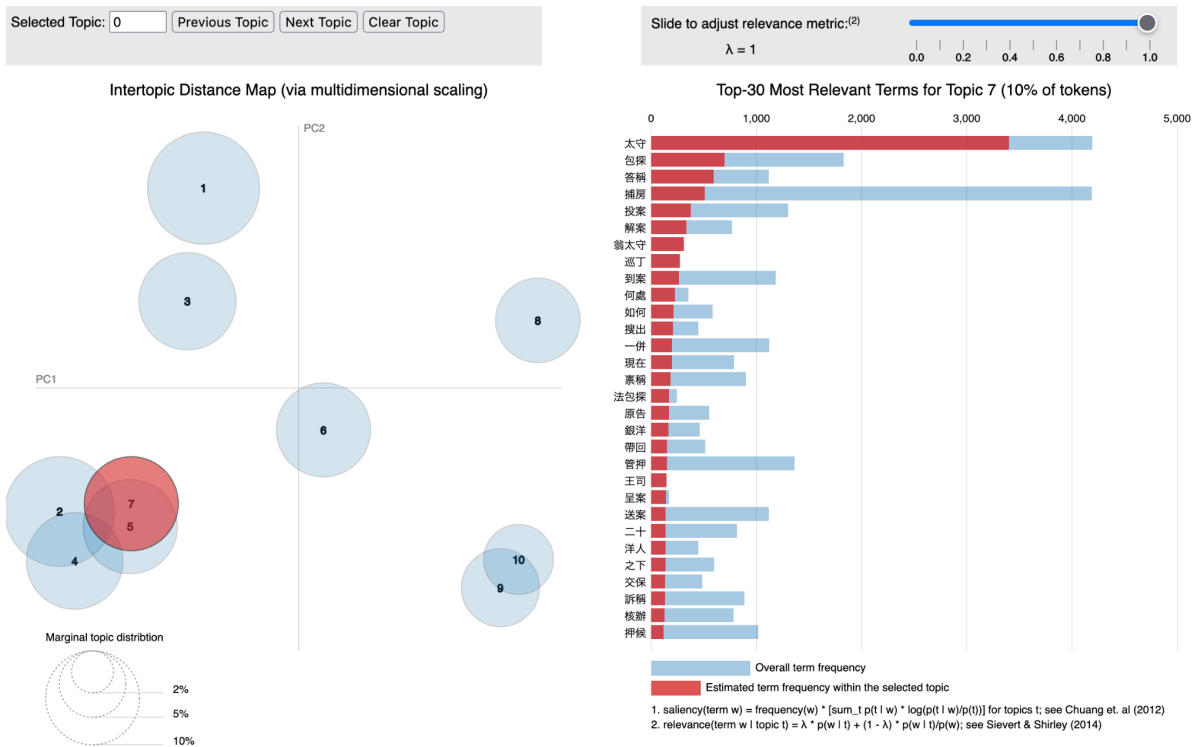 Selected Topic: 0 Previous Topic Next Topic Clear Topic
Slide to adjust relevance metric:(2)
λ = 1
0.0 0.2 0.4 0.6 0.8 1.0
Intertopic Distance Map (via multidimensional scaling)
PC2
PC1
1
3
8
6
2
7
5
4
10
9
Marginal topic distribtion
2%
5%
10%
Top-30 Most Relevant Terms for Topic 7 (10% of tokens)
0 1,000 2,000 3,000 4,000 5,000
太守
包探
答稱
捕房
投案
解案
翁太守
巡丁
到案
何處
如何
搜出
一併
現在
禀稱
法包探
原告
銀洋
帶回
管押
王司
呈案
送案
二十
洋人
之下
交保
訴稱
核辦
押候
Overall term frequency
Estimated term frequency within the selected topic
1. saliency(term w) = frequency(w) * [sum_t p(t | w) * log(p(t | w)/p(t))] for topics t; see Chuang et. al (2012)
2. relevance(term w | topic t) = λ * p(w | t) + (1 - λ) * p(w | t)/p(w); see Sievert & Shirley (2014)